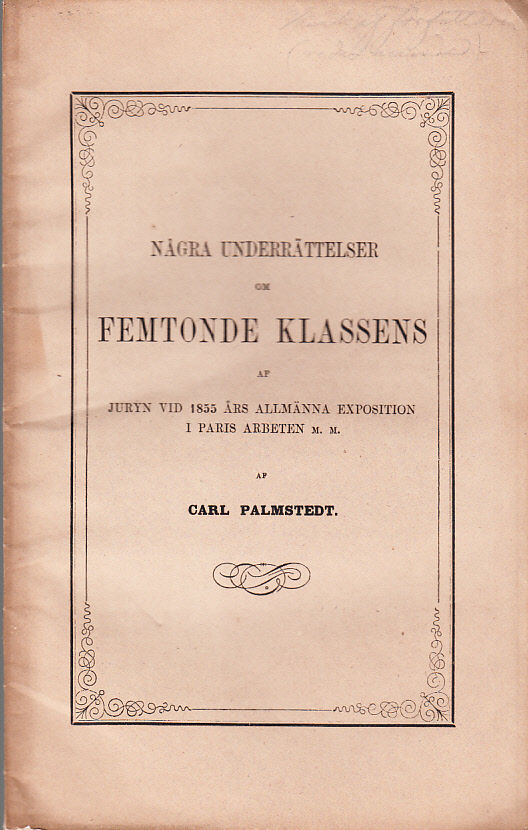 NÅGRA UNDERRÄTTELSER
OM
FEMTONDE KLASSENS
AF
JURYN VID 1855 ÅRS ALLMÄNNA EXPOSITION
I PARIS ARBETEN M. M.
AF
CARL PALMSTEDT.